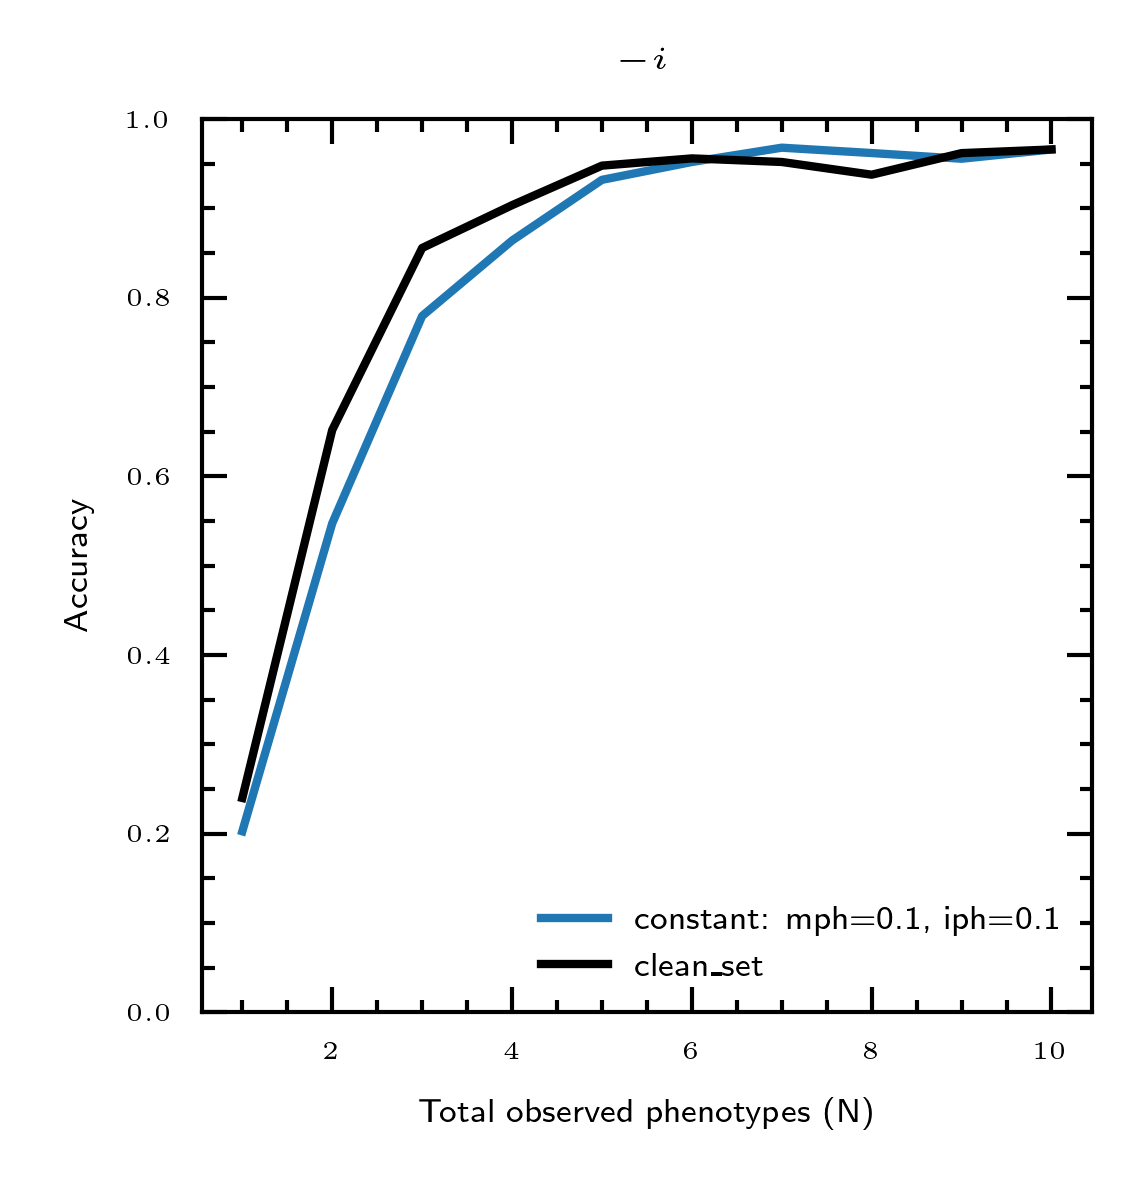 − i
1.0
0.8
0.6
0.4
0.2
0.0
Accuracy
constant: mph=0.1, iph=0.1
clean_set
2 4 6 8 10
Total observed phenotypes (N)